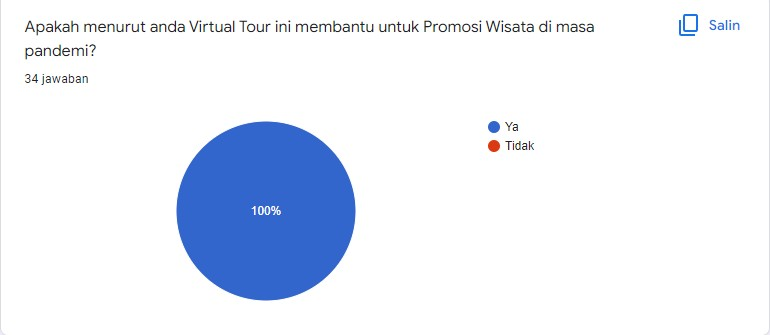 Apakah menurut anda Virtual Tour ini membantu untuk Promosi Wisata di masa
pandemi?
Salin
34 jawaban
Ya
Tidak
100%